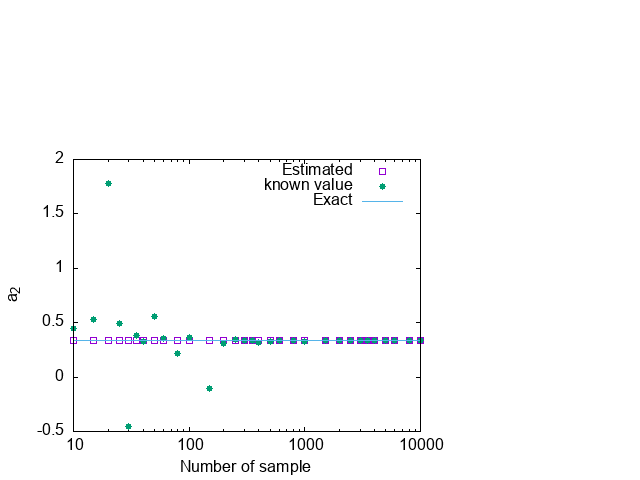 2
Estimated
known value
Exact
1.5
1
a2
0.5
0
-0.5
10 100 1000 10000
Number of sample